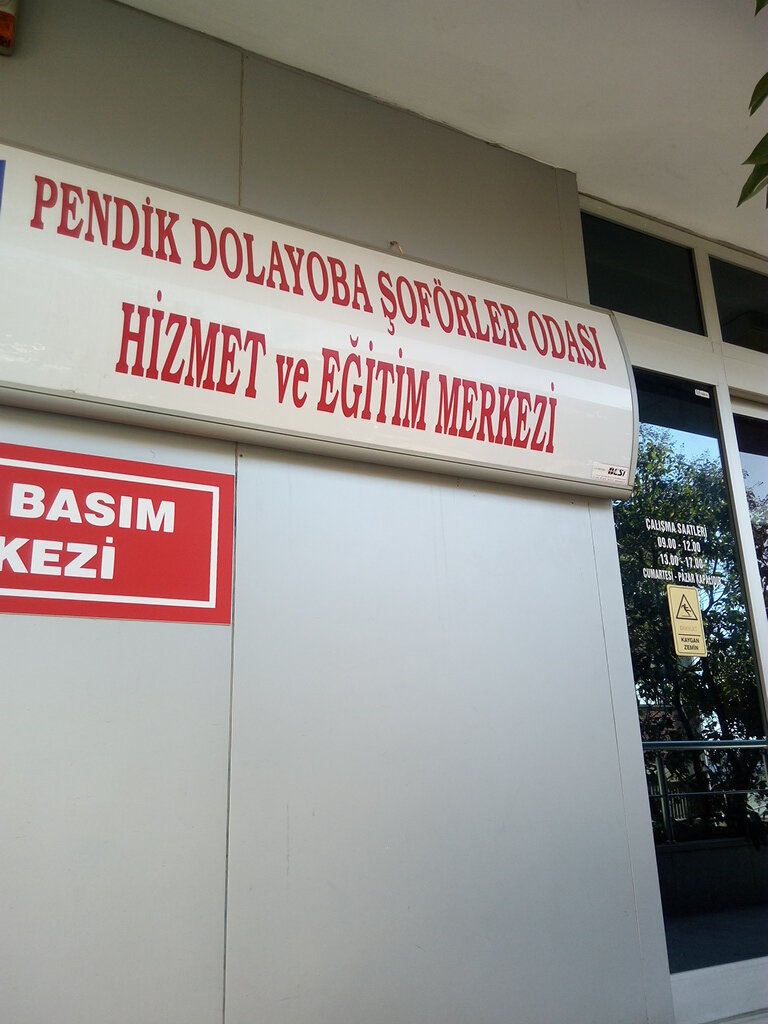 PENDİK DOLAYOBA ŞOFÖRLER ODASI
HİZMET ve EĞİTİM MERKEZİ
BASIM
KEZİ
ÇALIŞMA SAATLERİ
09.00 - 12.00
13.00 - 17.00
CUMARTESİ - PAZAR KAPALIDIR
KAYGAN
ZEMİN